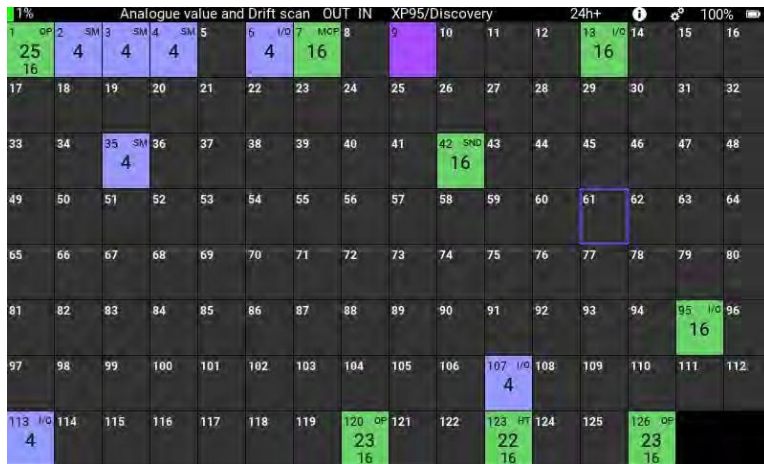 1% Analogue value and Drift scan OUT IN XP95/Discovery 24h+ i 100%
1 OP 2 SM 3 SM 4 SM 5 6 I/O 7 MCP 8 9 10 11 12 13 I/O 14 15 16
25 4 4 4 4 16 16
16
17 18 19 20 21 22 23 24 25 26 27 28 29 30 31 32
33 34 35 SM 36 37 38 39 40 41 42 SND 43 44 45 46 47 48
4 16
49 50 51 52 53 54 55 56 57 58 59 60 61 62 63 64
65 66 67 68 69 70 71 72 73 74 75 76 77 78 79 80
81 82 83 84 85 86 87 88 89 90 91 92 93 94 95 I/O 96
16
97 98 99 100 101 102 103 104 105 106 107 I/O 108 109 110 111 112
4
113 I/O 114 115 116 117 118 119 120 OP 121 122 123 HT 124 125 126 OP
4 23 22 23
16 16 16